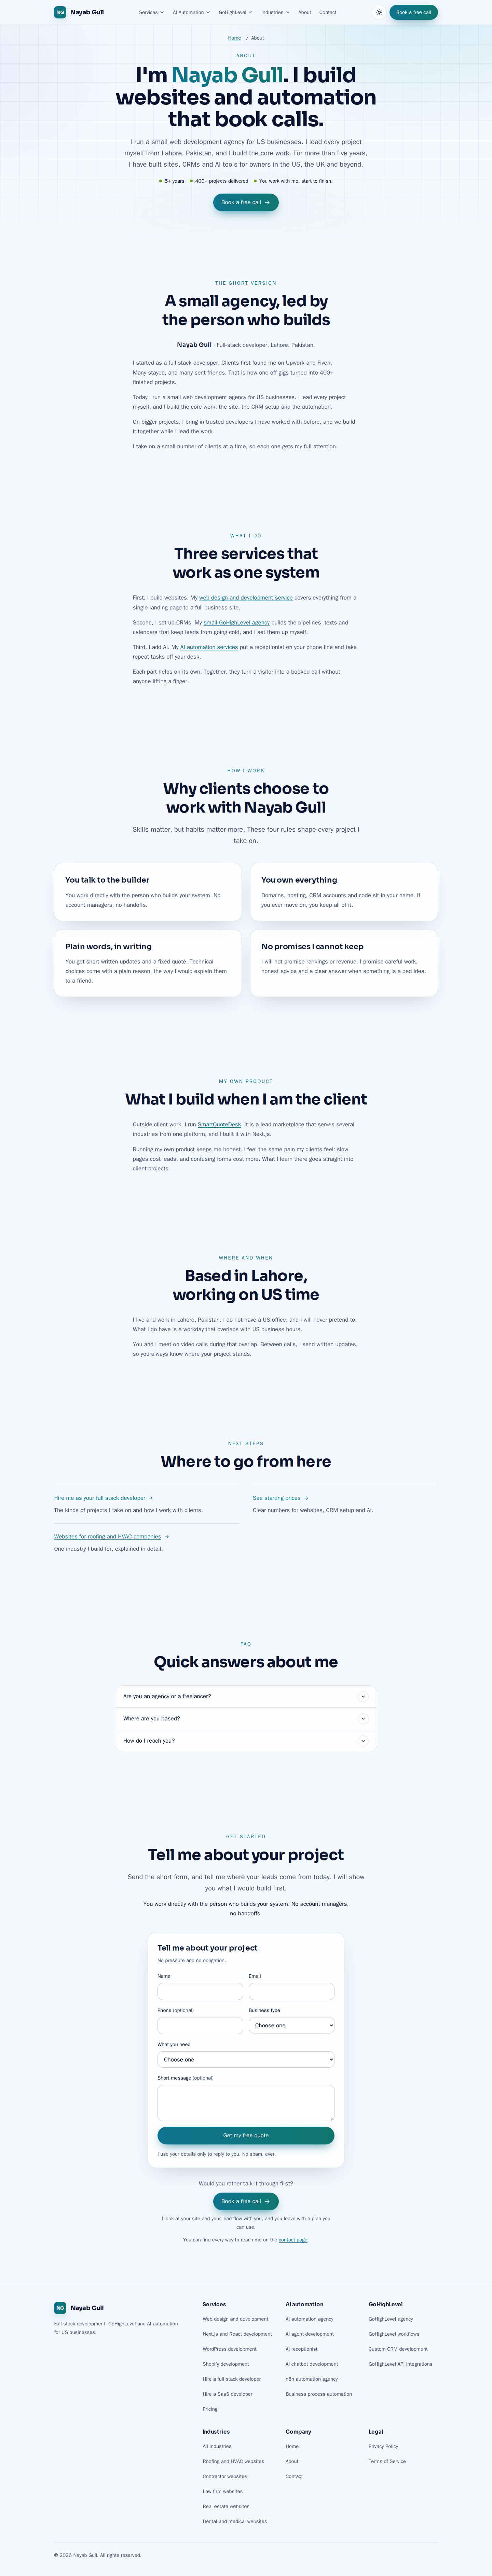 NG Nayab Gull Services AI Automation GoHighLevel Industries About Contact Book a free call
Home / About
ABOUT
I'm Nayab Gull. I build
websites and automation
that book calls.
I run a small web development agency for US businesses. I lead every project
myself from Lahore, Pakistan, and I build the core work. For more than five years,
I have built sites, CRMs and AI tools for owners in the US, the UK and beyond.
5+ years 400+ projects delivered You work with me, start to finish.
Book a free call →
THE SHORT VERSION
A small agency, led by
the person who builds
Nayab Gull · Full-stack developer, Lahore, Pakistan.
I started as a full-stack developer. Clients first found me on Upwork and Fiverr.
Many stayed, and many sent friends. That is how one-off gigs turned into 400+
finished projects.
Today I run a small web development agency for US businesses. I lead every project
myself, and I build the core work: the site, the CRM setup and the automation.
On bigger projects, I bring in trusted developers I have worked with before, and we build
it together while I lead the work.
I take on a small number of clients at a time, so each one gets my full attention.
WHAT I DO
Three services that
work as one system
First, I build websites. My web design and development service covers everything from a
single landing page to a full business site.
Second, I set up CRMs. My small GoHighLevel agency builds the pipelines, texts and
calendars that keep leads from going cold, and I set them up myself.
Third, I add AI. My AI automation services put a receptionist on your phone line and take
repeat tasks off your desk.
Each part helps on its own. Together, they turn a visitor into a booked call without
anyone lifting a finger.
HOW I WORK
Why clients choose to
work with Nayab Gull
Skills matter, but habits matter more. These four rules shape every project I
take on.
You talk to the builder
You work directly with the person who builds your system. No
account managers, no handoffs.
You own everything
Domains, hosting, CRM accounts and code sit in your name. If
you ever move on, you keep all of it.
Plain words, in writing
You get short written updates and a fixed quote. Technical
choices come with a plain reason, the way I would explain them
to a friend.
No promises I cannot keep
I will not promise rankings or revenue. I promise careful work,
honest advice and a clear answer when something is a bad idea.
MY OWN PRODUCT
What I build when I am the client
Outside client work, I run SmartQuoteDesk. It is a lead marketplace that serves several
industries from one platform, and I built it with Next.js.
Running my own product keeps me honest. I feel the same pain my clients feel: slow
pages cost leads, and confusing forms cost more. What I learn there goes straight into
client projects.
WHERE AND WHEN
Based in Lahore,
working on US time
I live and work in Lahore, Pakistan. I do not have a US office, and I will never pretend to.
What I do have is a workday that overlaps with US business hours.
You and I meet on video calls during that overlap. Between calls, I send written updates,
so you always know where your project stands.
NEXT STEPS
Where to go from here
Hire me as your full stack developer →
The kinds of projects I take on and how I work with clients.
See starting prices →
Clear numbers for websites, CRM setup and AI.
Websites for roofing and HVAC companies →
One industry I build for, explained in detail.
FAQ
Quick answers about me
Are you an agency or a freelancer?
Where are you based?
How do I reach you?
GET STARTED
Tell me about your project
Send the short form, and tell me where your leads come from today. I will show
you what I would build first.
You work directly with the person who builds your system. No account managers,
no handoffs.
Tell me about your project
No pressure and no obligation.
Name Email
Phone (optional) Business type
Choose one
What you need
Choose one
Short message (optional)
Get my free quote
I use your details only to reply to you. No spam, ever.
Would you rather talk it through first?
Book a free call →
I look at your site and your lead flow with you, and you leave with a plan you
can use.
You can find every way to reach me on the contact page.
NG Nayab Gull
Full-stack development, GoHighLevel and AI automation
for US businesses.
Services
Web design and development
Next.js and React development
WordPress development
Shopify development
Hire a full stack developer
Hire a SaaS developer
Pricing
AI automation
AI automation agency
AI agent development
AI receptionist
AI chatbot development
n8n automation agency
Business process automation
GoHighLevel
GoHighLevel agency
GoHighLevel workflows
Custom CRM development
GoHighLevel API integrations
Industries
All industries
Roofing and HVAC websites
Contractor websites
Law firm websites
Real estate websites
Dental and medical websites
Company
Home
About
Contact
Legal
Privacy Policy
Terms of Service
© 2026 Nayab Gull. All rights reserved.